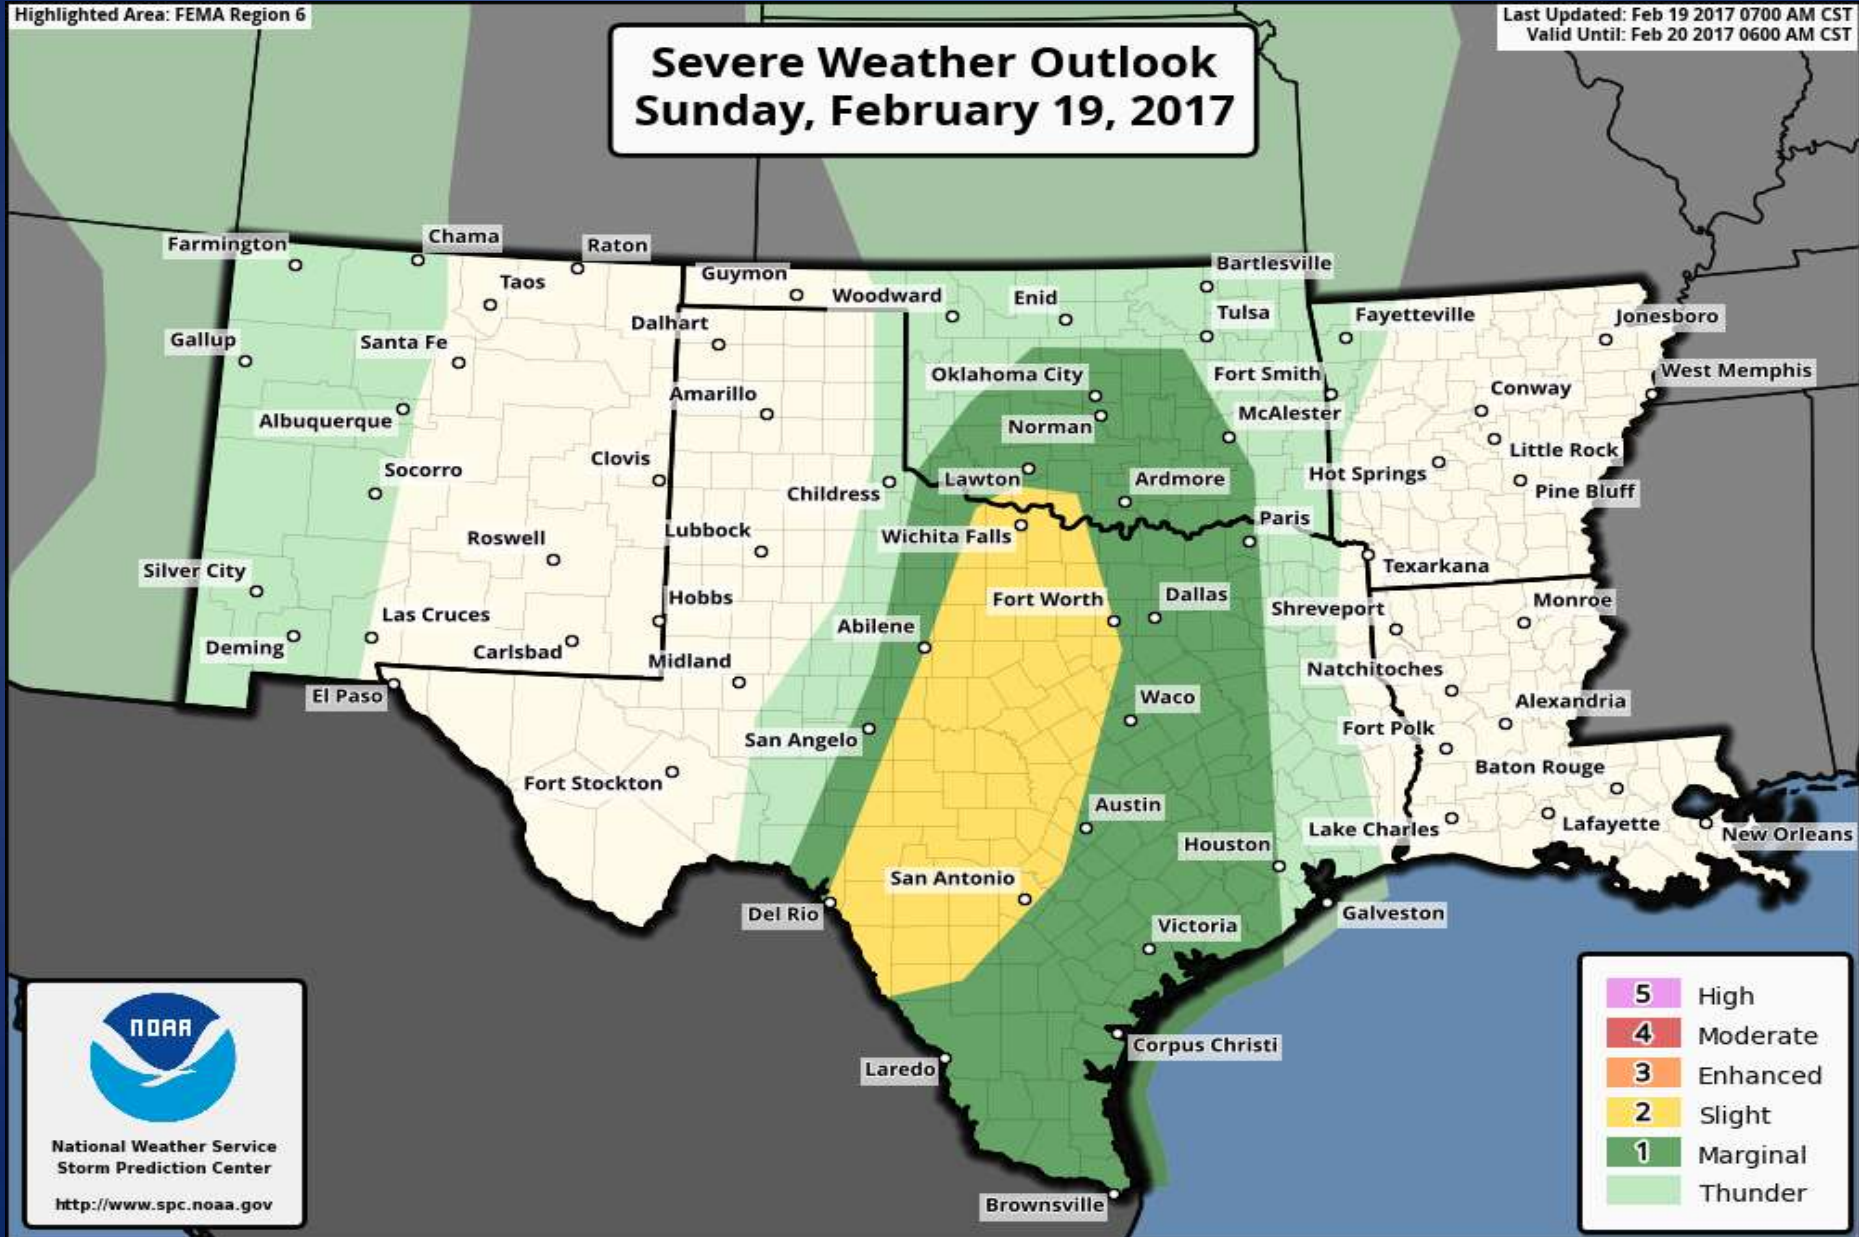 Highlighted Area: FEMA Region 6
Last Updated: Feb 19 2017 0700 AM CST
Valid Until: Feb 20 2017 0600 AM CST
Severe Weather Outlook
Sunday, February 19, 2017
Farmington
Chama
Raton
Taos
Guymon
Woodward
Enid
Bartlesville
Tulsa
Fayetteville
Jonesboro
Dalhart
Gallup
Santa Fe
Oklahoma City
Fort Smith
West Memphis
Amarillo
Conway
Albuquerque
Norman
McAlester
Little Rock
Socorro
Clovis
Childress
Lawton
Ardmore
Hot Springs
Pine Bluff
Roswell
Lubbock
Wichita Falls
Paris
Texarkana
Silver City
Las Cruces
Hobbs
Fort Worth
Dallas
Shreveport
Monroe
Deming
Carlsbad
Abilene
Midland
Natchitoches
El Paso
Waco
Alexandria
San Angelo
Fort Polk
Fort Stockton
Baton Rouge
Austin
Lake Charles
Lafayette
New Orleans
Houston
San Antonio
Del Rio
Victoria
Galveston
Corpus Christi
Laredo
Brownsville
NOAA
National Weather Service
Storm Prediction Center
http://www.spc.noaa.gov
5 High
4 Moderate
3 Enhanced
2 Slight
1 Marginal
Thunder